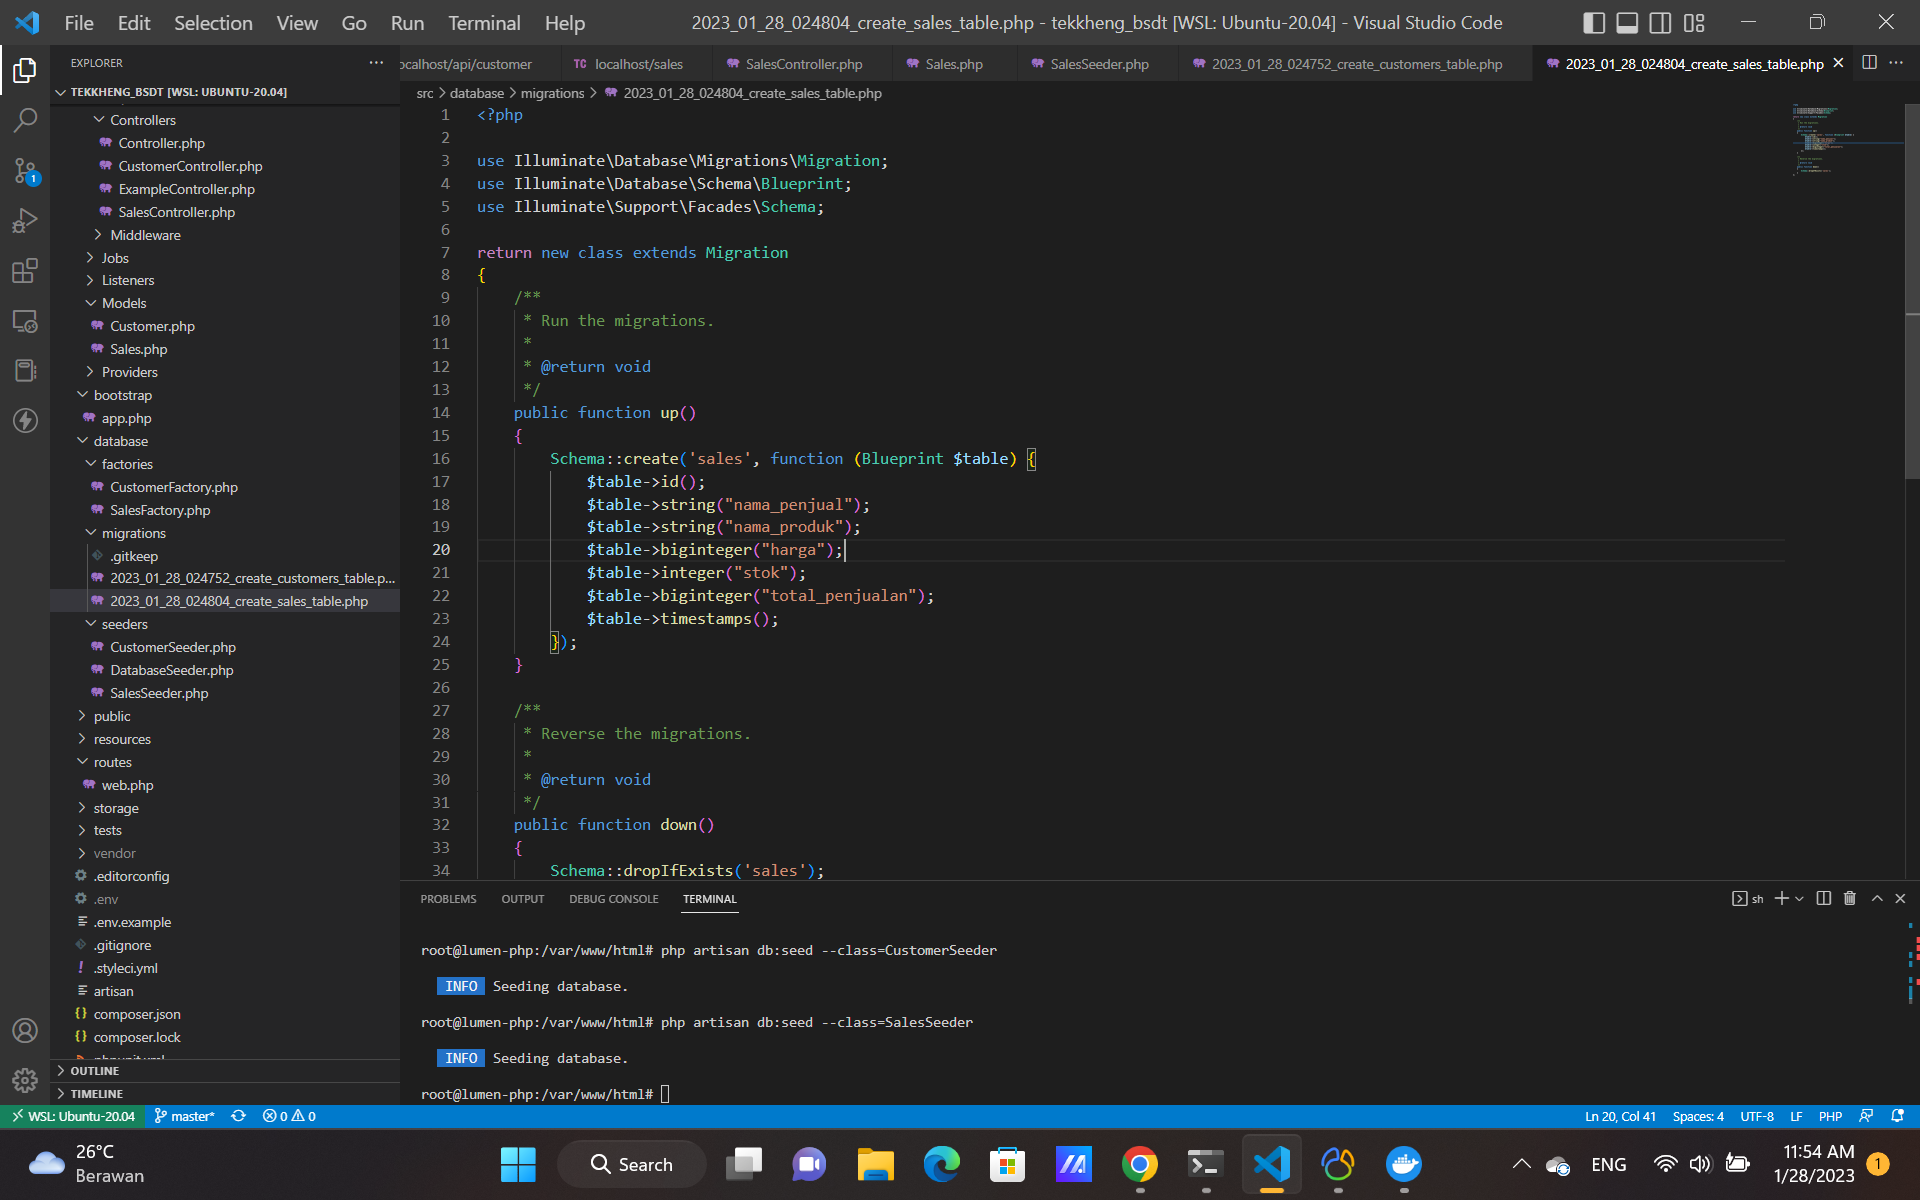 File Edit Selection View Go Run Terminal Help
2023_01_28_024804_create_sales_table.php - tekkheng_bsdt [WSL: Ubuntu-20.04] - Visual Studio Code
EXPLORER
TEKKHENG_BSDT [WSL: UBUNTU-20.04]
Controllers
Controller.php
CustomerController.php
ExampleController.php
SalesController.php
Middleware
Jobs
Listeners
Models
Customer.php
Sales.php
Providers
bootstrap
app.php
database
factories
CustomerFactory.php
SalesFactory.php
migrations
.gitkeep
2023_01_28_024752_create_customers_table.p...
2023_01_28_024804_create_sales_table.php
seeders
CustomerSeeder.php
DatabaseSeeder.php
SalesSeeder.php
public
resources
routes
web.php
storage
tests
vendor
.editorconfig
.env
.env.example
.gitignore
.styleci.yml
artisan
composer.json
composer.lock
OUTLINE
TIMELINE
ocalhost/api/customer
TC localhost/sales
SalesController.php
Sales.php
SalesSeeder.php
2023_01_28_024752_create_customers_table.php
2023_01_28_024804_create_sales_table.php
src > database > migrations > 2023_01_28_024804_create_sales_table.php
1 <?php
2
3 use Illuminate\Database\Migrations\Migration;
4 use Illuminate\Database\Schema\Blueprint;
5 use Illuminate\Support\Facades\Schema;
6
7 return new class extends Migration
8 {
9 /**
10 * Run the migrations.
11 *
12 * @return void
13 */
14 public function up()
15 {
16 Schema::create('sales', function (Blueprint $table) {
17 $table->id();
18 $table->string("nama_penjual");
19 $table->string("nama_produk");
20 $table->biginteger("harga");
21 $table->integer("stok");
22 $table->biginteger("total_penjualan");
23 $table->timestamps();
24 });
25 }
26
27 /**
28 * Reverse the migrations.
29 *
30 * @return void
31 */
32 public function down()
33 {
34 Schema::dropIfExists('sales');
PROBLEMS OUTPUT DEBUG CONSOLE TERMINAL
sh
root@lumen-php:/var/www/html# php artisan db:seed --class=CustomerSeeder
INFO Seeding database.
root@lumen-php:/var/www/html# php artisan db:seed --class=SalesSeeder
INFO Seeding database.
root@lumen-php:/var/www/html#
WSL: Ubuntu-20.04 master* 0 0
Ln 20, Col 41 Spaces: 4 UTF-8 LF PHP
26°C
Berawan
Search
ENG
11:54 AM
1/28/2023
1